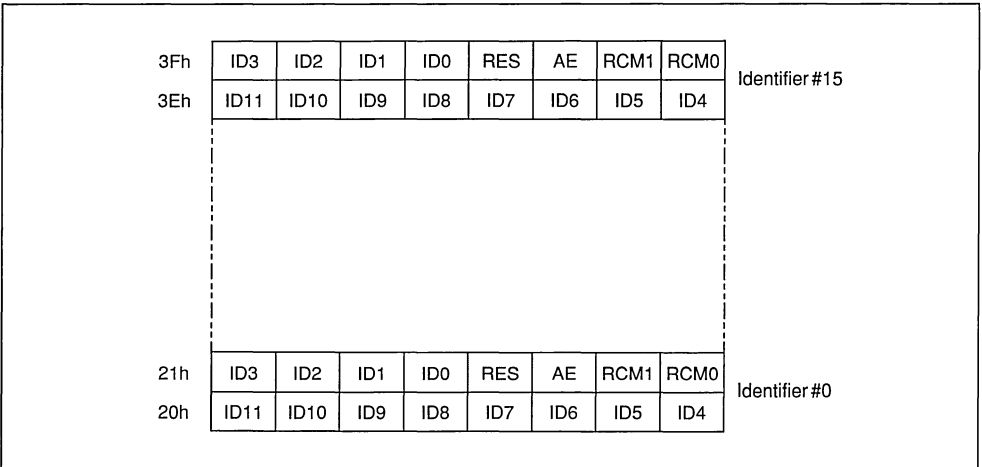 3Fh ID3 ID2 ID1 ID0 RES AE RCM1 RCM0
Identifier #15
3Eh ID11 ID10 ID9 ID8 ID7 ID6 ID5 ID4
21h ID3 ID2 ID1 ID0 RES AE RCM1 RCM0
Identifier #0
20h ID11 ID10 ID9 ID8 ID7 ID6 ID5 ID4